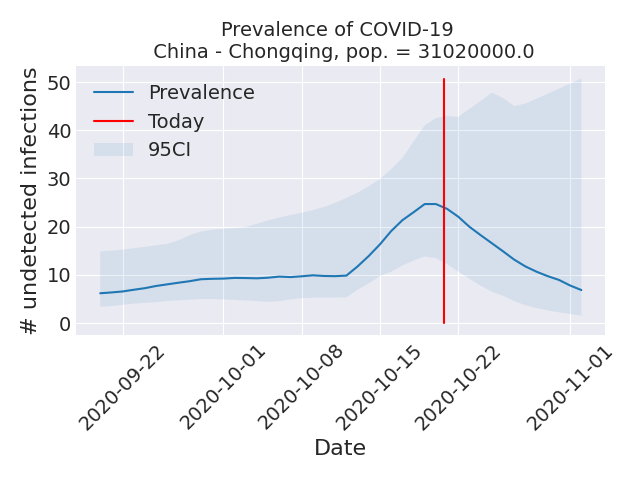 Prevalence of COVID-19
China - Chongqing, pop. = 31020000.0
# undetected infections
50
40
30
20
10
0
Prevalence
Today
95CI
2020-09-22
2020-10-01
2020-10-08
2020-10-15
2020-10-22
2020-11-01
Date